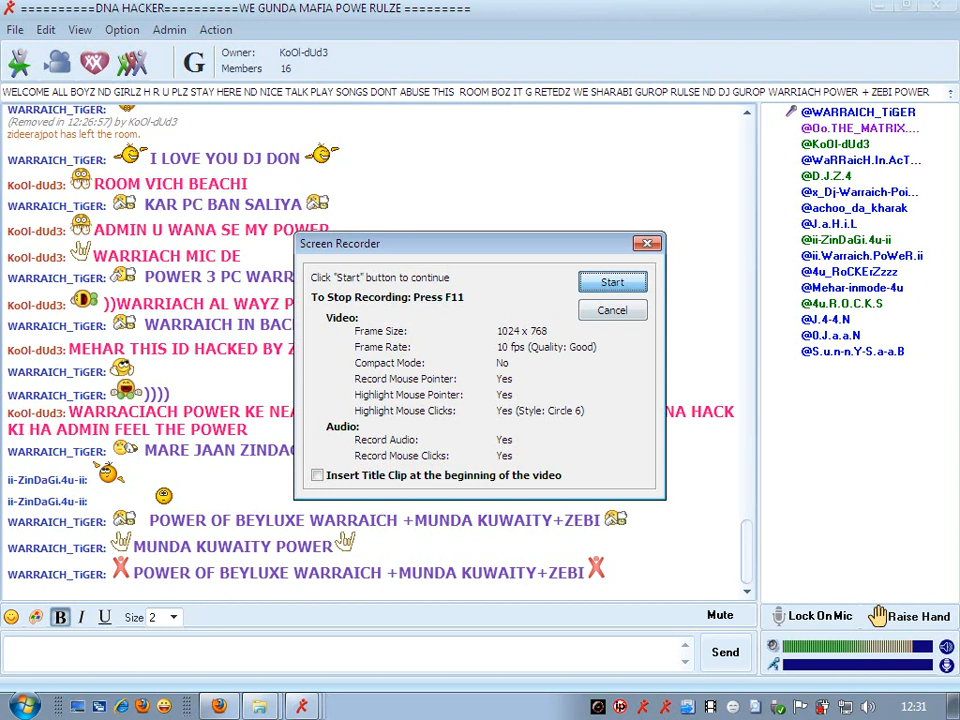 ==========DNA HACKER==========WE GUNDA MAFIA POWE RULZE =========
File Edit View Option Admin Action
G Owner: KoOl-dUd3
Members 16
WELCOME ALL BOYZ ND GIRLZ H R U PLZ STAY HERE ND NICE TALK PLAY SONGS DONT ABUSE THIS ROOM BOZ IT G RETEDZ WE SHARABI GUROP RULSE ND DJ GUROP WARRIACH POWER + ZEBI POWER
WARRAICH_TiGER:
(Removed in 12:26:57) by KoOl-dUd3
zideerajpot has left the room.
WARRAICH_TiGER: I LOVE YOU DJ DON
KoOl-dUd3: ROOM VICH BEACHI
WARRAICH_TiGER: KAR PC BAN SALIYA
KoOl-dUd3: ADMIN U WANA SE MY POWER
KoOl-dUd3: WARRIACH MIC DE
WARRAICH_TiGER: POWER 3 PC WARR
KoOl-dUd3: ))WARRIACH AL WAYZ P
WARRAICH_TiGER: WARRAICH IN BAC
KoOl-dUd3: MEHAR THIS ID HACKED BY Z
WARRAICH_TiGER:
WARRAICH_TiGER: ))))
KoOl-dUd3: WARRACIACH POWER KE NEA NA HACK
KI HA ADMIN FEEL THE POWER
WARRAICH_TiGER: MARE JAAN ZINDAG
ii-ZinDaGi.4u-ii:
ii-ZinDaGi.4u-ii:
WARRAICH_TiGER: POWER OF BEYLUXE WARRAICH +MUNDA KUWAITY+ZEBI
WARRAICH_TiGER: MUNDA KUWAITY POWER
WARRAICH_TiGER: POWER OF BEYLUXE WARRAICH +MUNDA KUWAITY+ZEBI
Screen Recorder
Click "Start" button to continue
Start
To Stop Recording: Press F11
Cancel
Video:
Frame Size: 1024 x 768
Frame Rate: 10 fps (Quality: Good)
Compact Mode: No
Record Mouse Pointer: Yes
Highlight Mouse Pointer: Yes
Highlight Mouse Clicks: Yes (Style: Circle 6)
Audio:
Record Audio: Yes
Record Mouse Clicks: Yes
Insert Title Clip at the beginning of the video
@WARRAICH_TiGER
@Oo.THE_MATRIX....
@KoOl-dUd3
@WaRRaicH.In.AcT...
@D.J.Z.4
@x_Dj-Warraich-Poi...
@achoo_da_kharak
@J.a.H.i.L
@ii-ZinDaGi.4u-ii
@ii.Warraich.PoWeR.ii
@4u_RoCKErZzzz
@Mehar-inmode-4u
@4u.R.O.C.K.S
@J.4-4.N
@0.J.a.a.N
@S.u.n-n.Y-S.a-a.B
B I U Size 2 Mute
Lock On Mic Raise Hand
Send
12:31